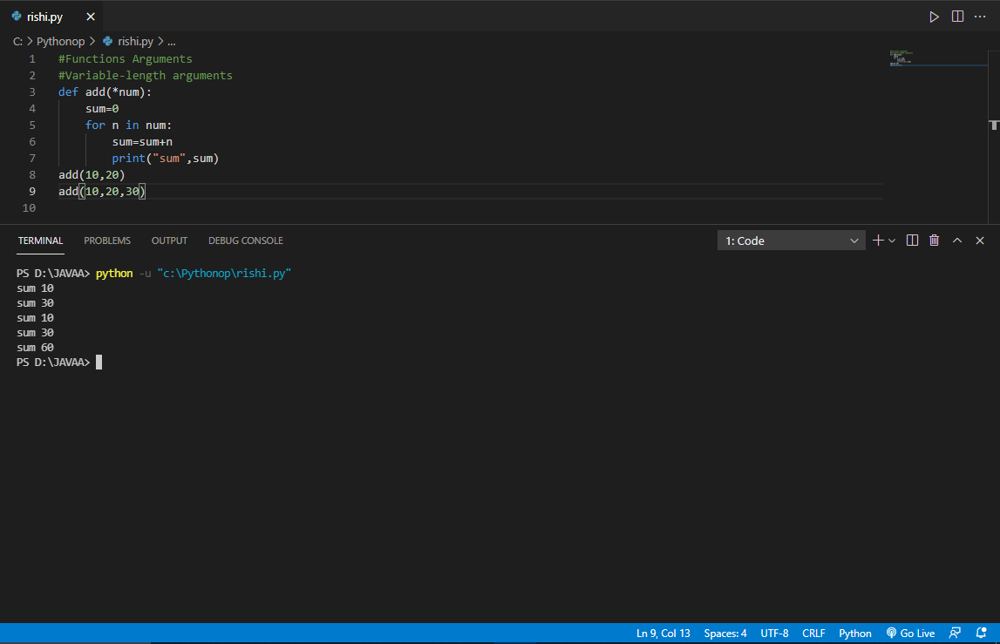 rishi.py
C: > Pythonop > rishi.py > ...
1 #Functions Arguments
2 #Variable-length arguments
3 def add(*num):
4     sum=0
5     for n in num:
6         sum=sum+n
7         print("sum",sum)
8 add(10,20)
9 add(10,20,30)
10
TERMINAL PROBLEMS OUTPUT DEBUG CONSOLE 1: Code
PS D:\JAVAA> python -u "c:\Pythonop\rishi.py"
sum 10
sum 30
sum 10
sum 30
sum 60
PS D:\JAVAA>
Ln 9, Col 13 Spaces: 4 UTF-8 CRLF Python Go Live